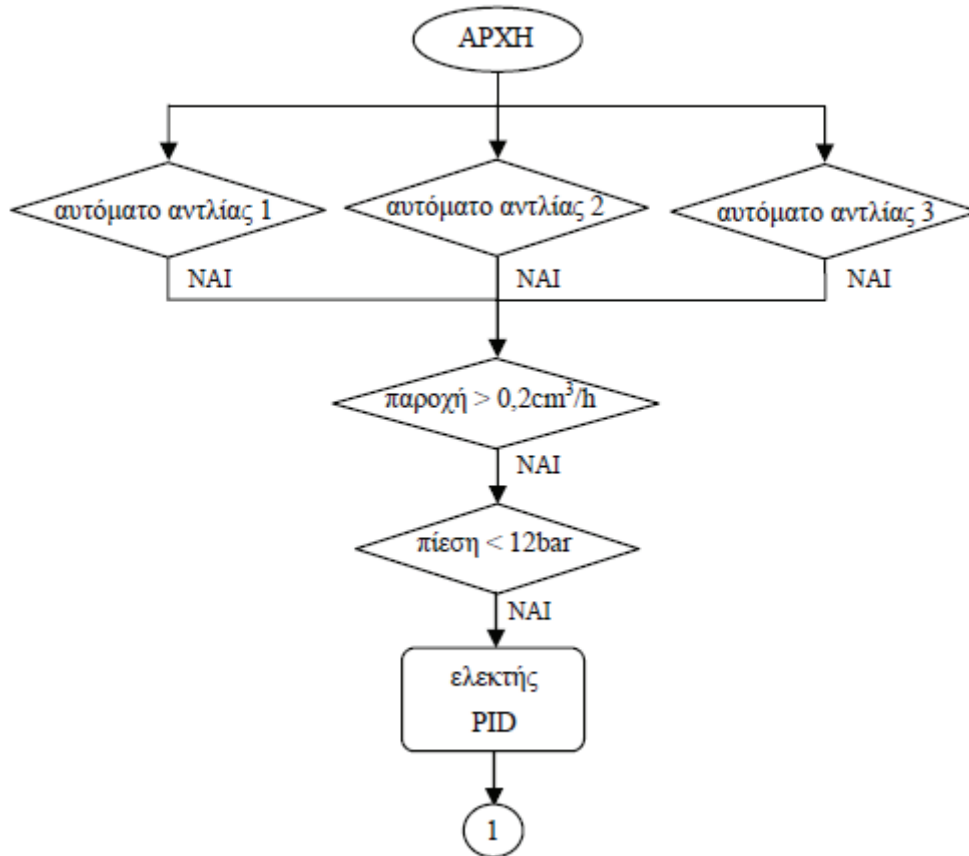 ΑΡΧΗ
αυτόματο αντλίας 1
αυτόματο αντλίας 2
αυτόματο αντλίας 3
ΝΑΙ
ΝΑΙ
ΝΑΙ
παροχή > 0,2cm³/h
ΝΑΙ
πίεση < 12bar
ΝΑΙ
ελεκτής
PID
1